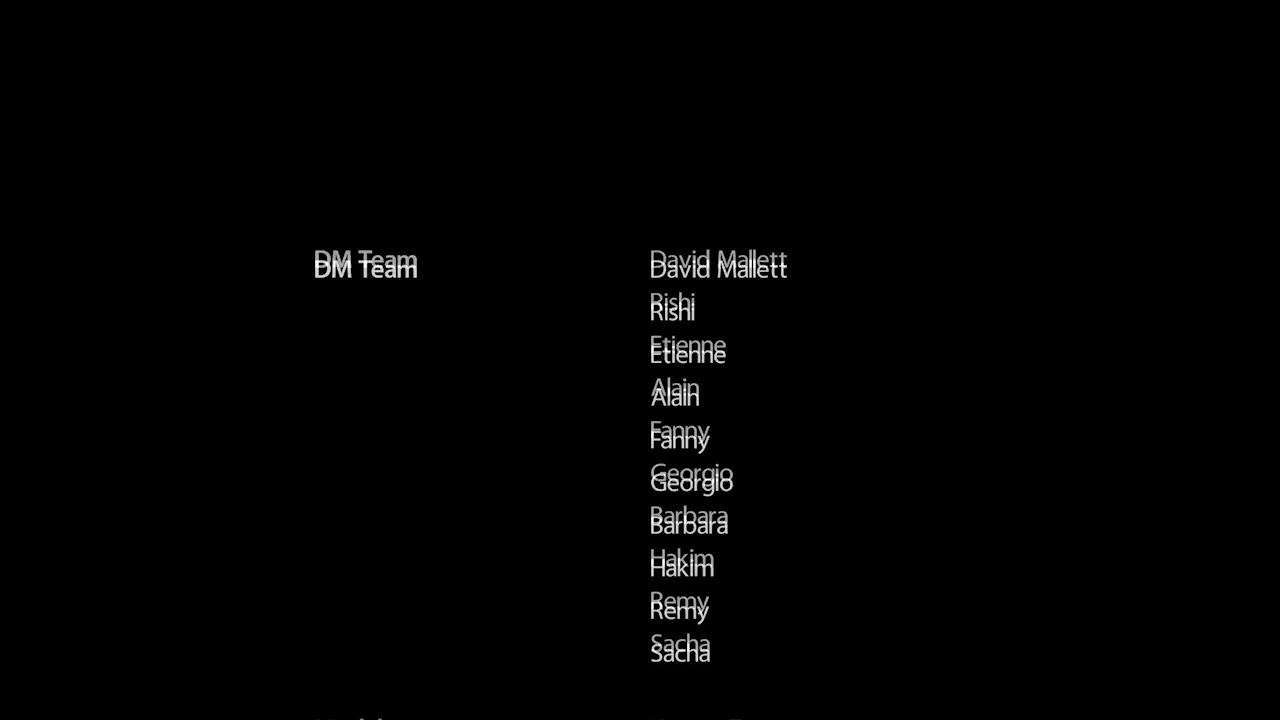 DM Team David Mallett
Rishi
Etienne
Alain
Fanny
Georgio
Barbara
Hakim
Remy
Sacha